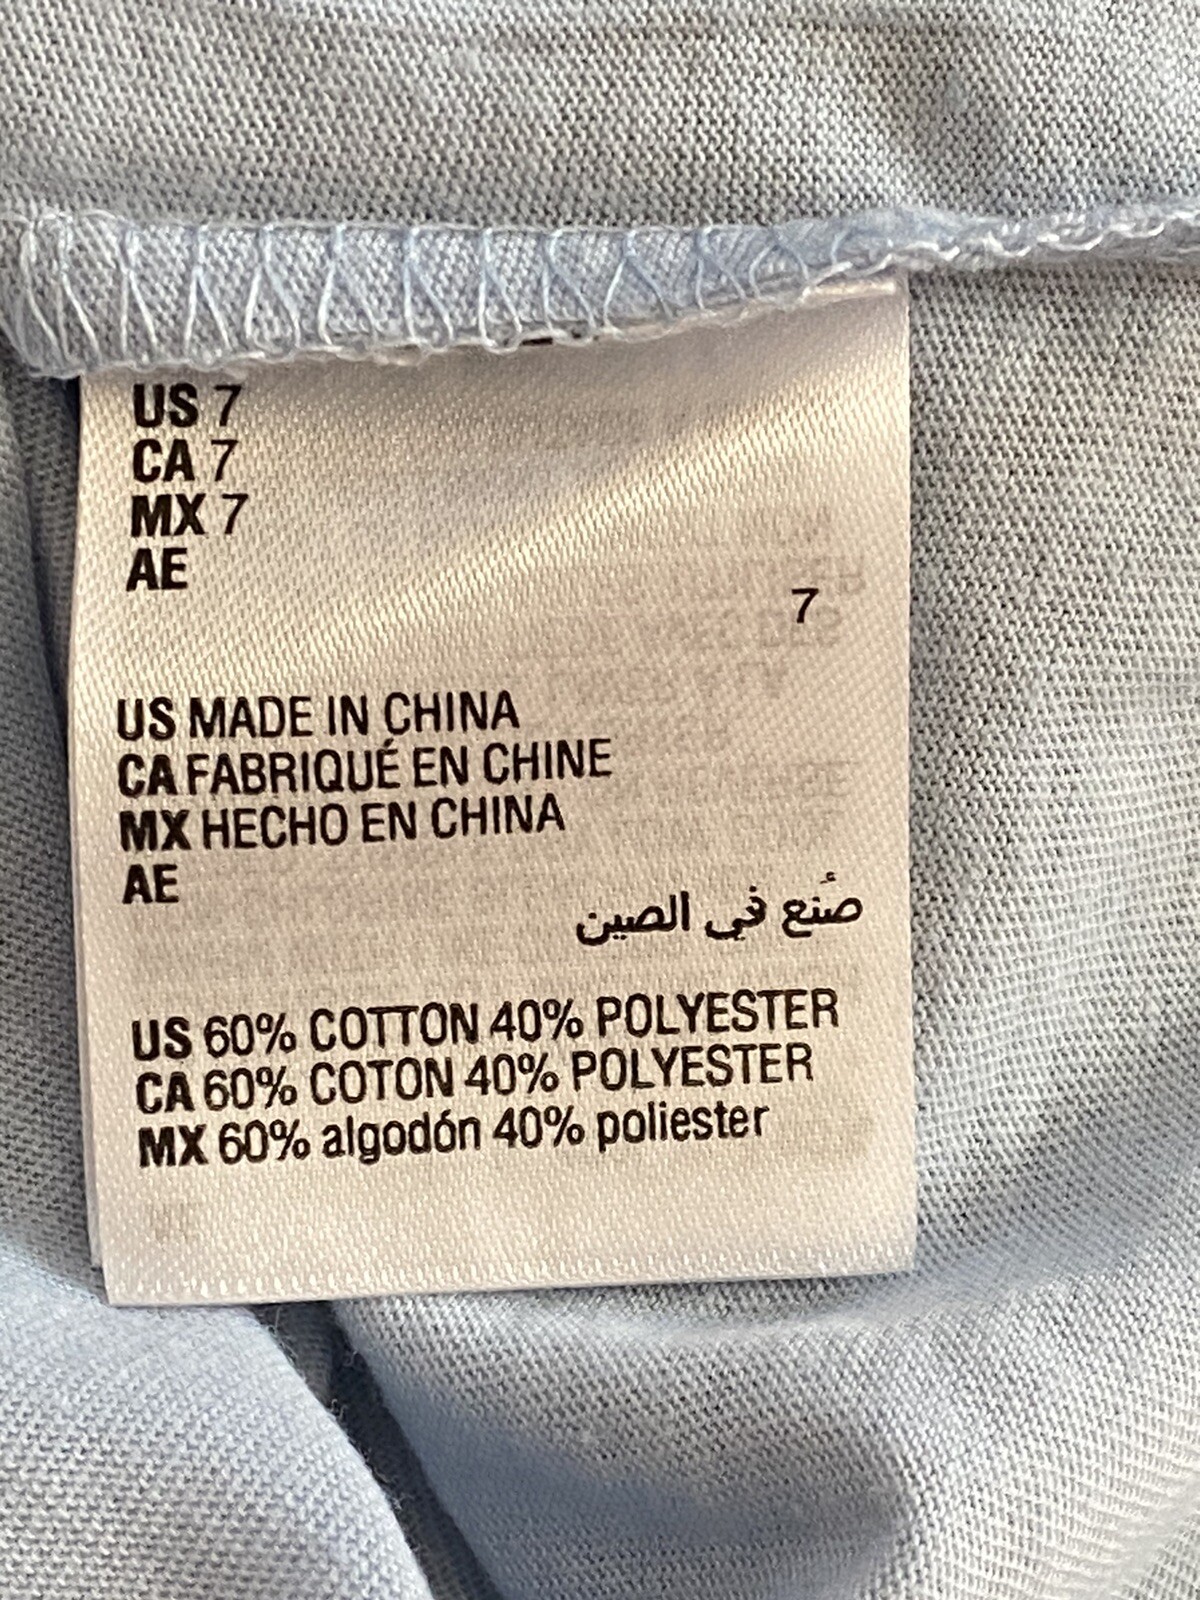 US 7
CA 7
MX 7
AE
7
US MADE IN CHINA
CA FABRIQUÉ EN CHINE
MX HECHO EN CHINA
AE
صُنع في الصين
US 60% COTTON 40% POLYESTER
CA 60% COTON 40% POLYESTER
MX 60% algodón 40% poliester